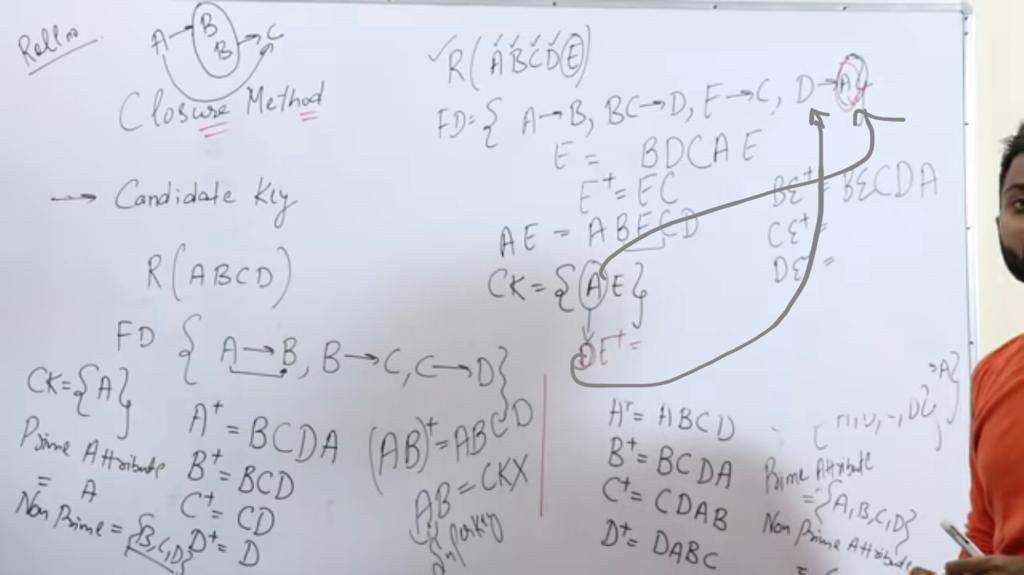 Roll no
A → B
B → C
Closure Method
→ Candidate Key
R(ABCD)
FD { A→B, B→C, C→D}
CK={A}
A⁺ = BCDA
B⁺ = BCD
C⁺ = CD
D⁺ = D
Prime Attribute
= A
Non Prime = {B,C,D}
(AB)⁺ = ABCD
AB = CKX
✓R(ABCDE)
FD={ A→B, BC→D, E→C, D→A}
E = BDCAE
E⁺ = EC
AE = ABECD
CK={AE}
DE⁺ =
BE⁺ = BECDA
CE⁺ =
DE⁺ =
A⁺ = ABCD
B⁺ = BCDA
C⁺ = CDAB
D⁺ = DABC
→A}
Prime Attribute
= {A,B,C,D}
Non Prime Attribute